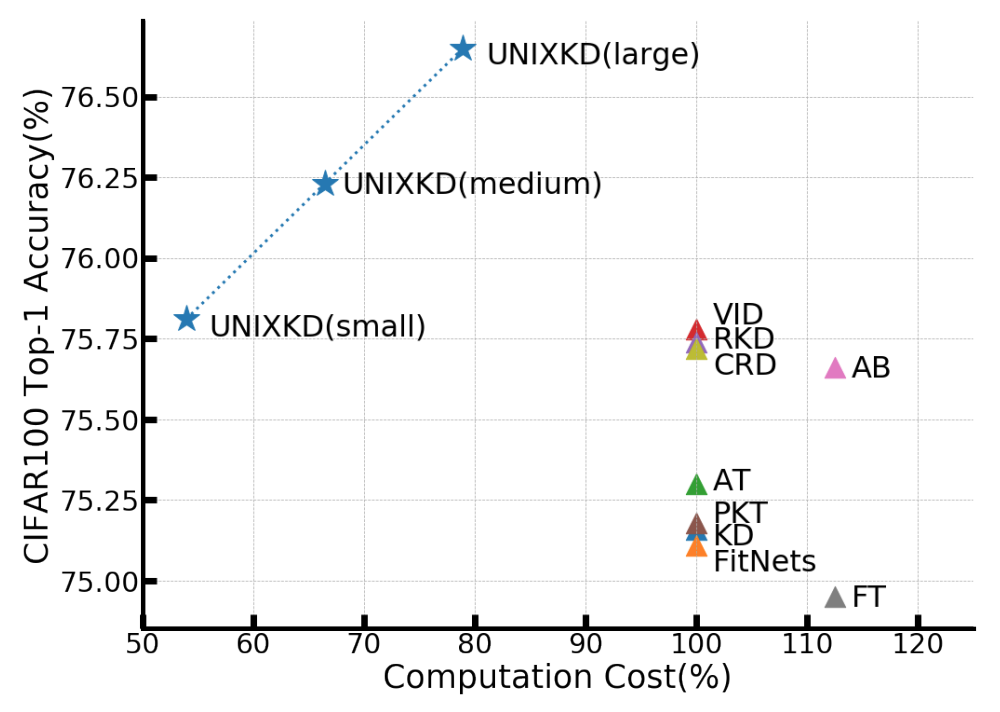 CIFAR100 Top-1 Accuracy(%)
76.50
76.25
76.00
75.75
75.50
75.25
75.00
UNIXKD(large)
UNIXKD(medium)
UNIXKD(small)
VID
RKD
CRD
AB
AT
PKT
KD
FitNets
FT
50 60 70 80 90 100 110 120
Computation Cost(%)